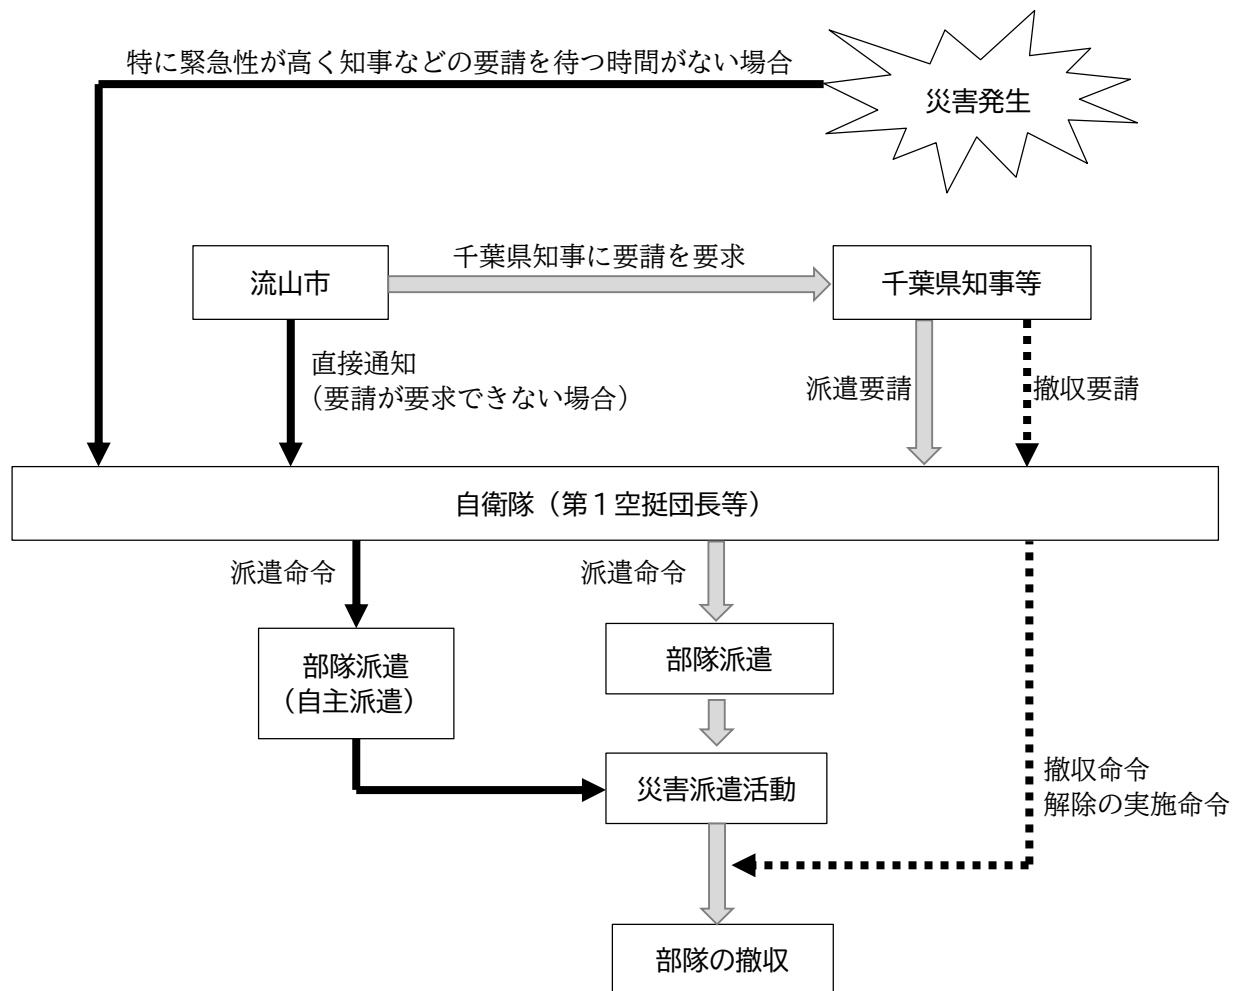 特に緊急性が高く知事などの要請を待つ時間がない場合
災害発生
千葉県知事に要請を要求
流山市
千葉県知事等
直接通知
（要請が要求できない場合）
派遣要請
撤収要請
自衛隊（第１空挺団長等）
派遣命令
派遣命令
部隊派遣
（自主派遣）
部隊派遣
災害派遣活動
撤収命令
解除の実施命令
部隊の撤収